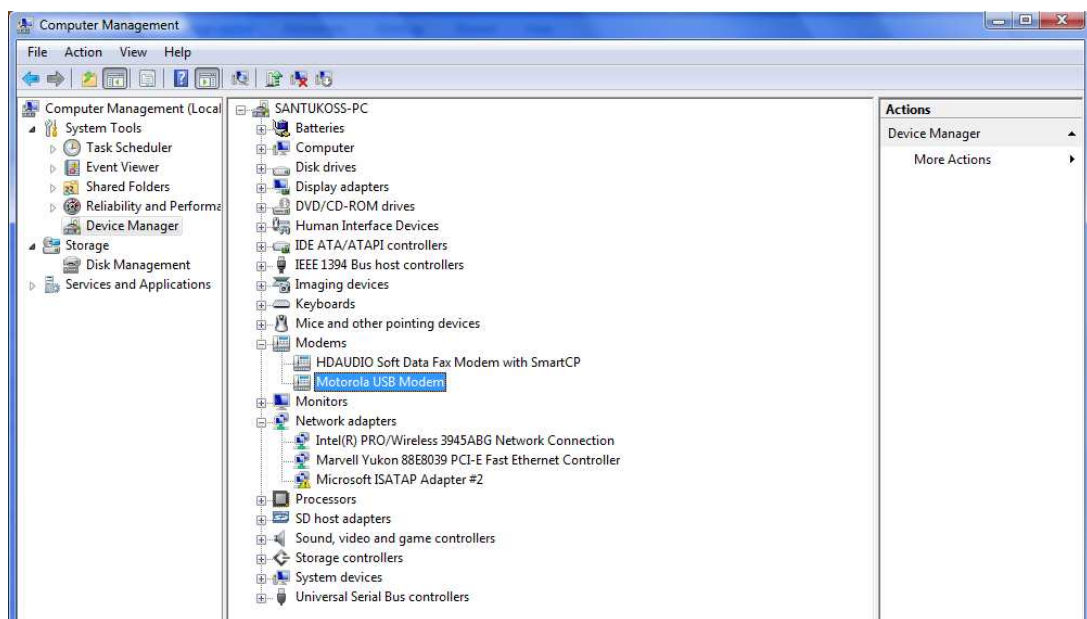 Computer Management
File Action View Help
Computer Management (Local
System Tools
Task Scheduler
Event Viewer
Shared Folders
Reliability and Performa
Device Manager
Storage
Disk Management
Services and Applications
SANTUKOSS-PC
Batteries
Computer
Disk drives
Display adapters
DVD/CD-ROM drives
Human Interface Devices
IDE ATA/ATAPI controllers
IEEE 1394 Bus host controllers
Imaging devices
Keyboards
Mice and other pointing devices
Modems
HDAUDIO Soft Data Fax Modem with SmartCP
Motorola USB Modem
Monitors
Network adapters
Intel(R) PRO/Wireless 3945ABG Network Connection
Marvell Yukon 88E8039 PCI-E Fast Ethernet Controller
Microsoft ISATAP Adapter #2
Processors
SD host adapters
Sound, video and game controllers
Storage controllers
System devices
Universal Serial Bus controllers
Actions
Device Manager
More Actions